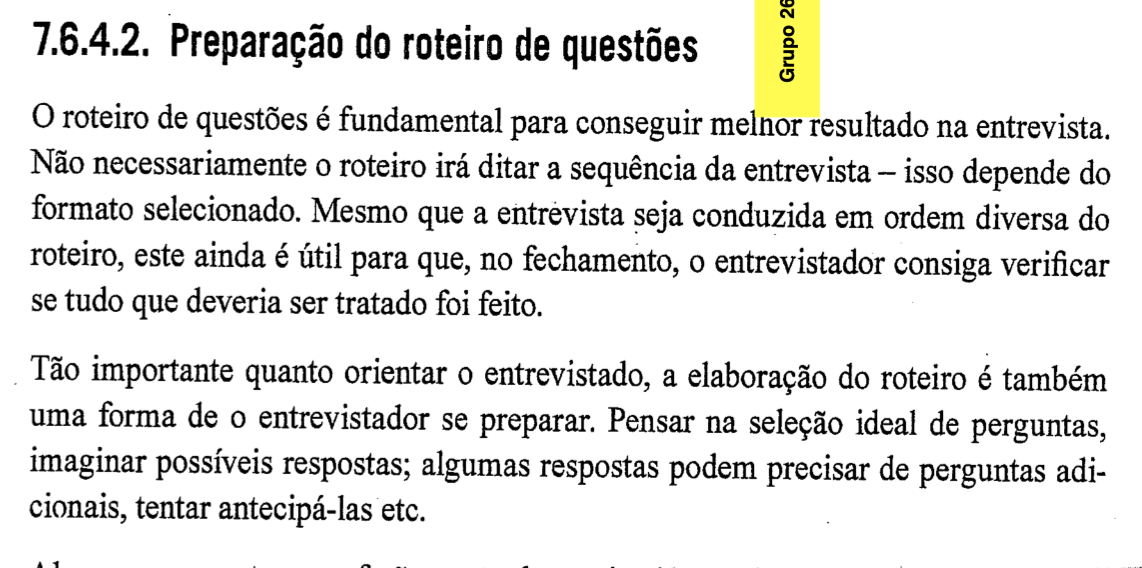 Grupo 26
7.6.4.2. Preparação do roteiro de questões
O roteiro de questões é fundamental para conseguir melhor resultado na entrevista.
Não necessariamente o roteiro irá ditar a sequência da entrevista – isso depende do
formato selecionado. Mesmo que a entrevista seja conduzida em ordem diversa do
roteiro, este ainda é útil para que, no fechamento, o entrevistador consiga verificar
se tudo que deveria ser tratado foi feito.
Tão importante quanto orientar o entrevistado, a elaboração do roteiro é também
uma forma de o entrevistador se preparar. Pensar na seleção ideal de perguntas,
imaginar possíveis respostas; algumas respostas podem precisar de perguntas adi-
cionais, tentar antecipá-las etc.